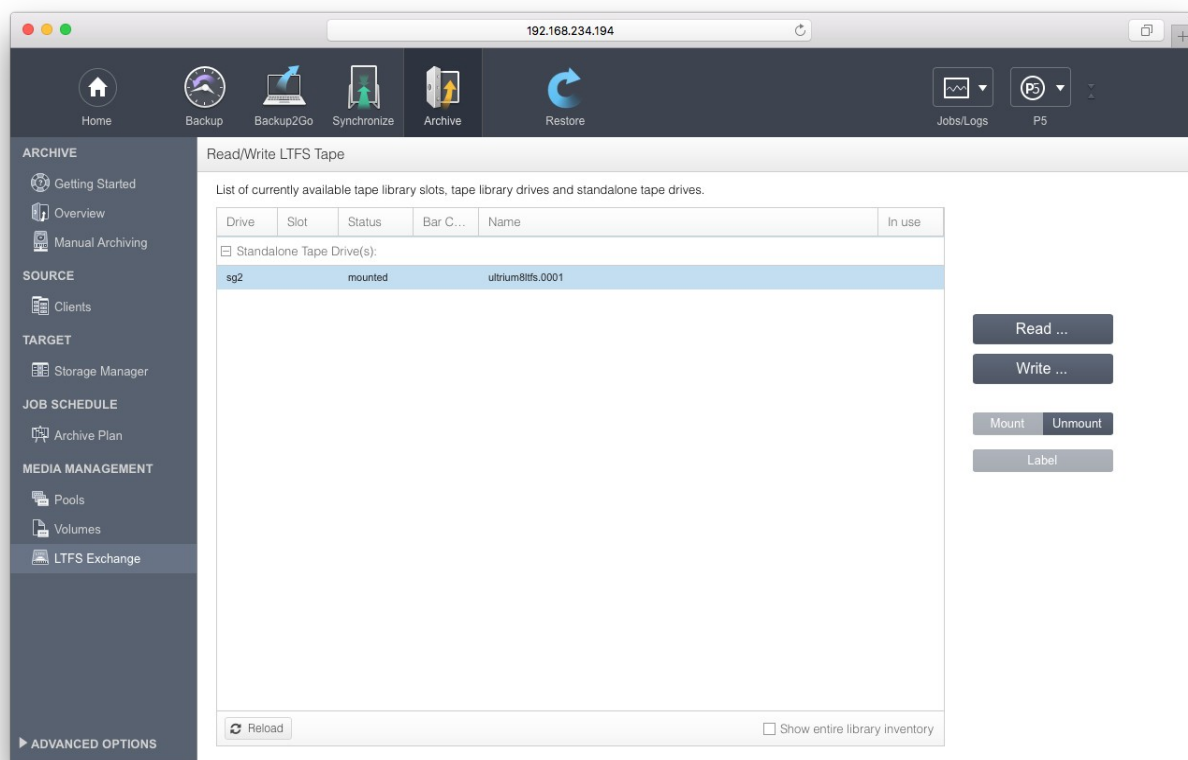 192.168.234.194
Home
Backup
Backup2Go
Synchronize
Archive
Restore
Jobs/Logs
P5
P5
ARCHIVE
Getting Started
Overview
Manual Archiving
SOURCE
Clients
TARGET
Storage Manager
JOB SCHEDULE
Archive Plan
MEDIA MANAGEMENT
Pools
Volumes
LTFS Exchange
ADVANCED OPTIONS
Read/Write LTFS Tape
List of currently available tape library slots, tape library drives and standalone tape drives.
Drive Slot Status Bar C... Name In use
Standalone Tape Drive(s):
sg2 mounted ultrium8ltfs.0001
Read ...
Write ...
Mount Unmount
Label
Reload
Show entire library inventory